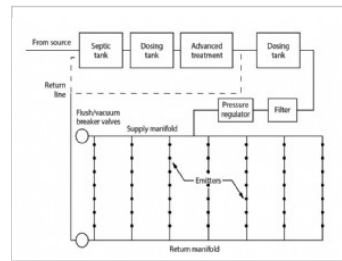 From source
Septic
tank
Dosing
tank
Advanced
treatment
Dosing
tank
Return
line
Pressure
regulator
Filter
Flush/vacuum
breaker valves
Supply manifold
Emitters
Return manifold